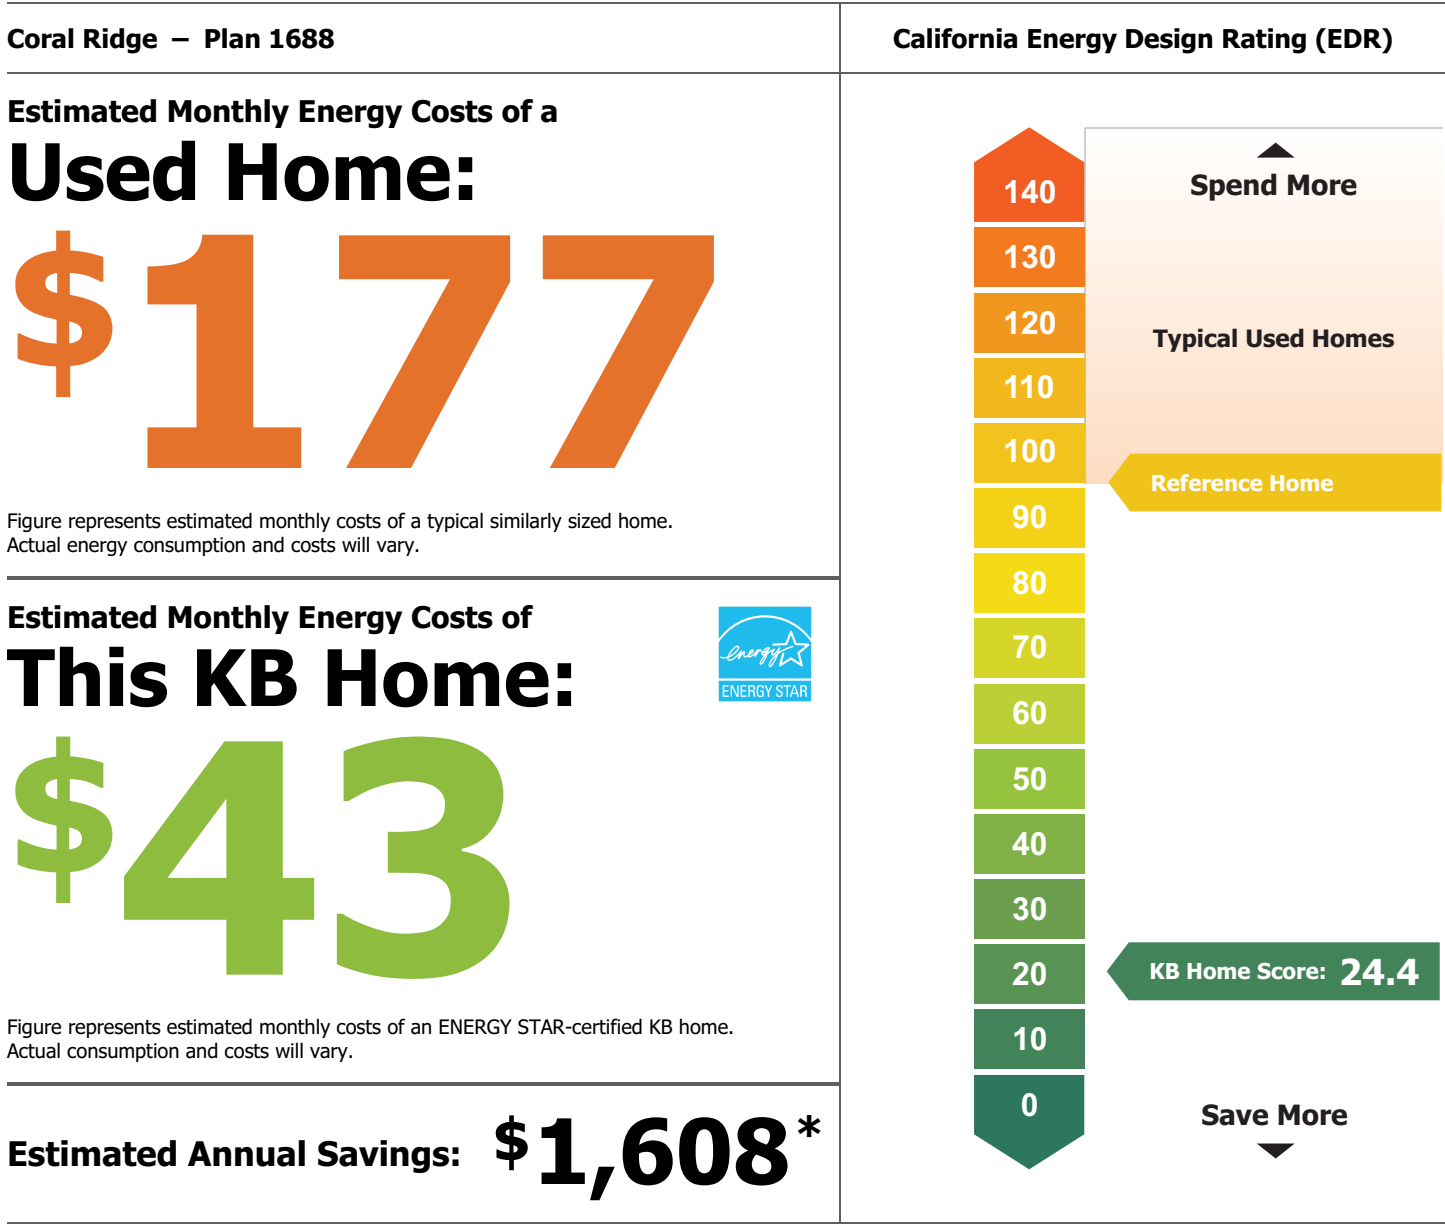 Coral Ridge – Plan 1688
Estimated Monthly Energy Costs of a
Used Home:
$177
Figure represents estimated monthly costs of a typical similarly sized home.
Actual energy consumption and costs will vary.
Estimated Monthly Energy Costs of
This KB Home:
energy
ENERGY STAR
$43
Figure represents estimated monthly costs of an ENERGY STAR-certified KB home.
Actual consumption and costs will vary.
Estimated Annual Savings: $1,608*
California Energy Design Rating (EDR)
140
Spend More
130
120
Typical Used Homes
110
100
Reference Home
90
80
70
60
50
40
30
20
KB Home Score: 24.4
10
0
Save More